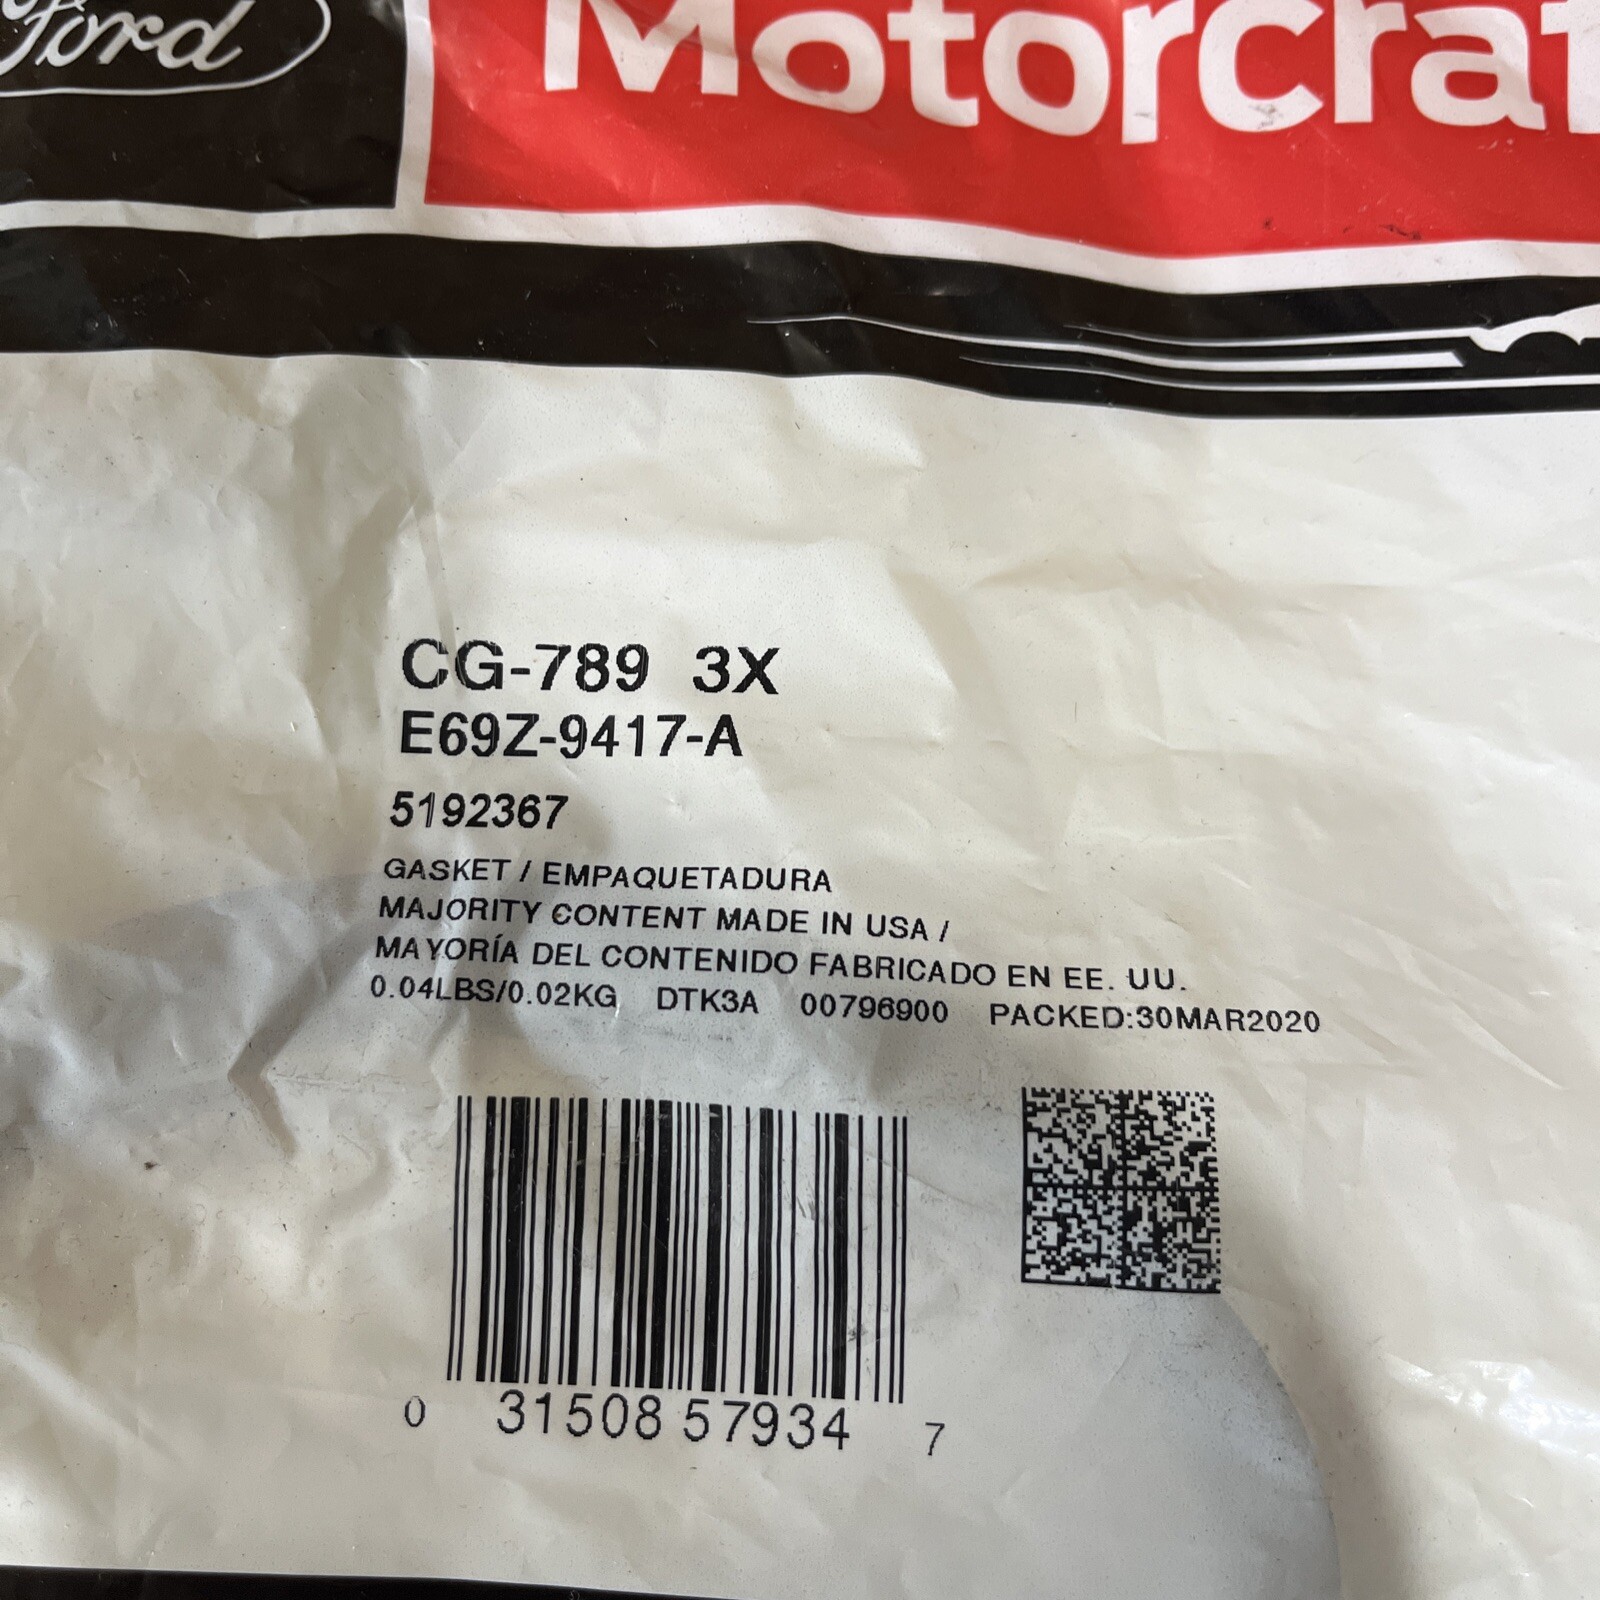 Ford Motorcraf
CG-789 3X
E69Z-9417-A
5192367
GASKET / EMPAQUETADURA
MAJORITY CONTENT MADE IN USA /
MAYORÍA DEL CONTENIDO FABRICADO EN EE. UU.
0.04LBS/0.02KG DTK3A 00796900 PACKED:30MAR2020
0 31508 57934 7